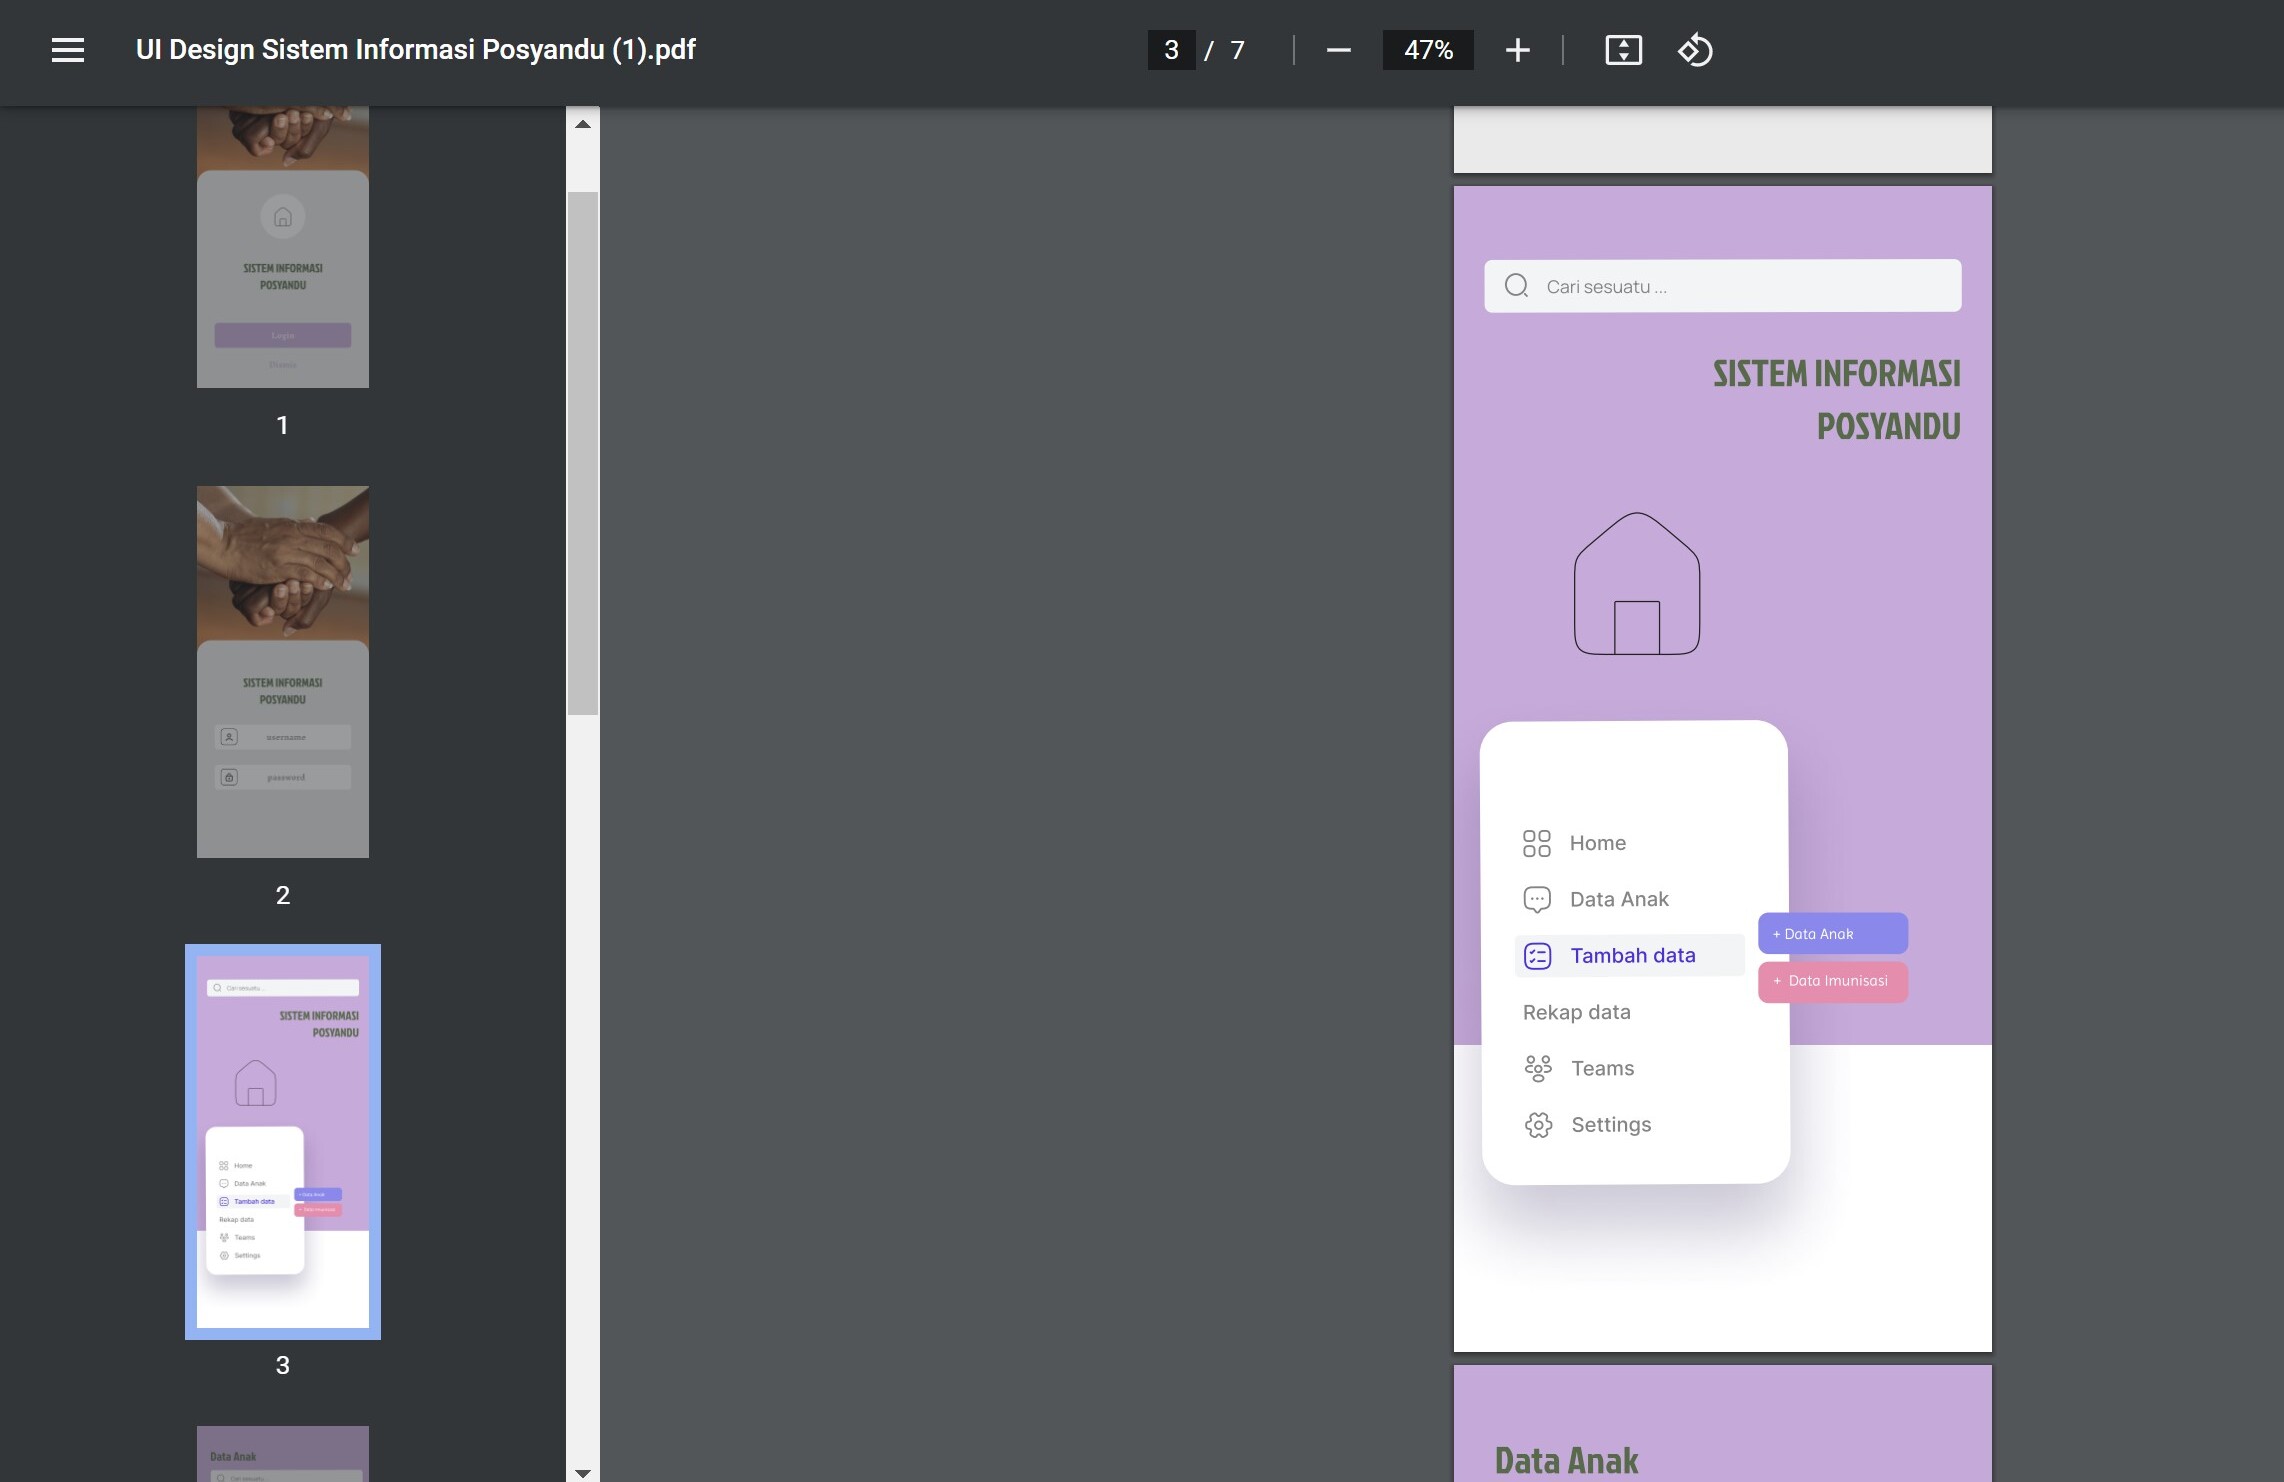 UI Design Sistem Informasi Posyandu (1).pdf
3 / 7
47%
SISTEM INFORMASI
POSYANDU
Login
1
SISTEM INFORMASI
POSYANDU
username
password
2
Cari sesuatu ...
SISTEM INFORMASI
POSYANDU
Home
Data Anak
Tambah data
+ Data Anak
+ Data Imunisasi
Rekap data
Teams
Settings
3
Data Anak
Cari sesuatu ...
Cari sesuatu ...
SISTEM INFORMASI
POSYANDU
Home
Data Anak
Tambah data
+ Data Anak
+ Data Imunisasi
Rekap data
Teams
Settings
Data Anak